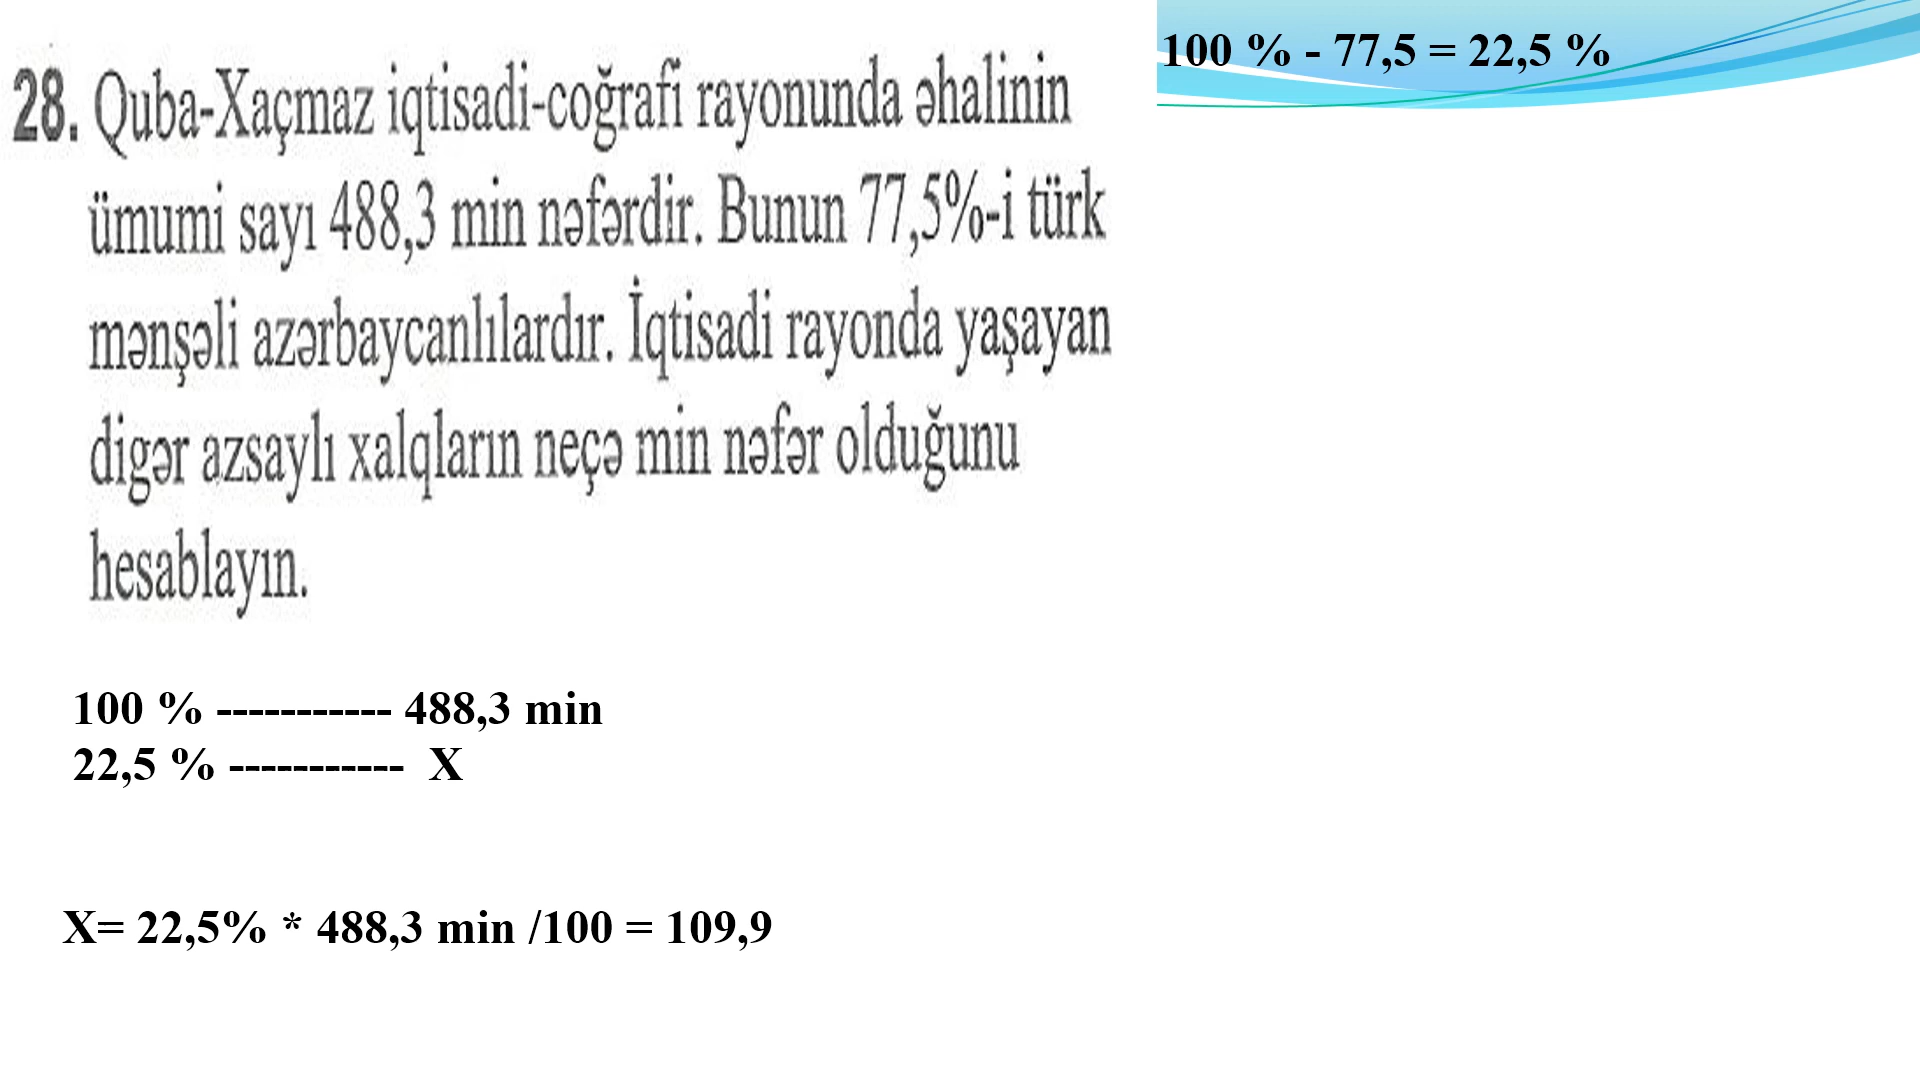 100 % - 77,5 = 22,5 %
28. Quba-Xaçmaz iqtisadi-coğrafi rayonunda əhalinin
ümumi sayı 488,3 min nəfərdir. Bunun 77,5%-i türk
mənşəli azərbaycanlılardır. İqtisadi rayonda yaşayan
digər azsaylı xalqların neçə min nəfər olduğunu
hesablayın.
100 % ----------- 488,3 min
22,5 % ----------- X
X= 22,5% * 488,3 min /100 = 109,9